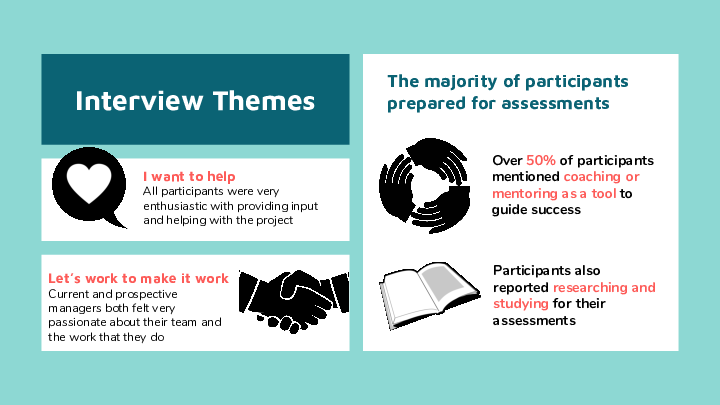 Interview Themes
I want to help
All participants were very
enthusiastic with providing input
and helping with the project
Let's work to make it work
Current and prospective
managers both felt very
passionate about their team and
the work that they do
The majority of participants
prepared for assessments
Over 50% of participants
mentioned coaching or
mentoring as a tool to
guide success
Participants also
reported researching and
studying for their
assessments